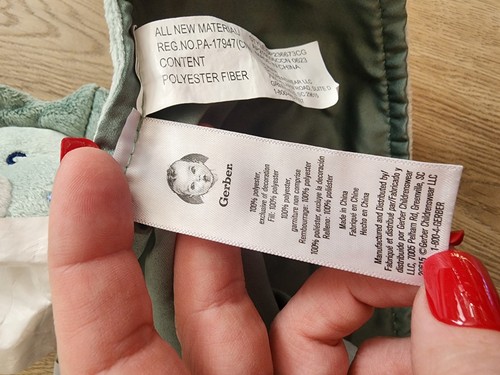 ALL NEW MATERIAL
REG.NO.PA-17947(CN
CONTENT
POLYESTER FIBER
CHINA
Gerber.
100% polyester,
exclusive of decoration
Fill: 100% polyester
100% polyester,
garniture non comprise
Rembourrage: 100% polyester
100% poliéster, excluye la decoración
Relleno: 100% poliéster
Made in China
Fabriqué en Chine
Hecho en China
Manufactured and Distributed by/
Fabriqué et distribué par/Fabricado y
distribuido por Gerber Childrenswear
LLC, 7005 Pelham Rd, Greenville, SC
©Gerber Childrenswear LLC
1-800-4-GERBER